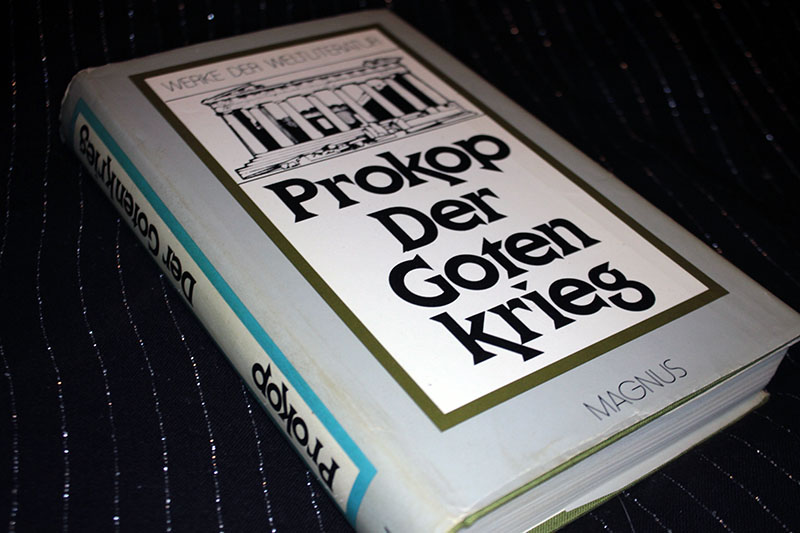 WERKE DER WELTLITERATUR
Prokop
Der
Goten
krieg
MAGNUS
Prokop
Der Gotenkrieg